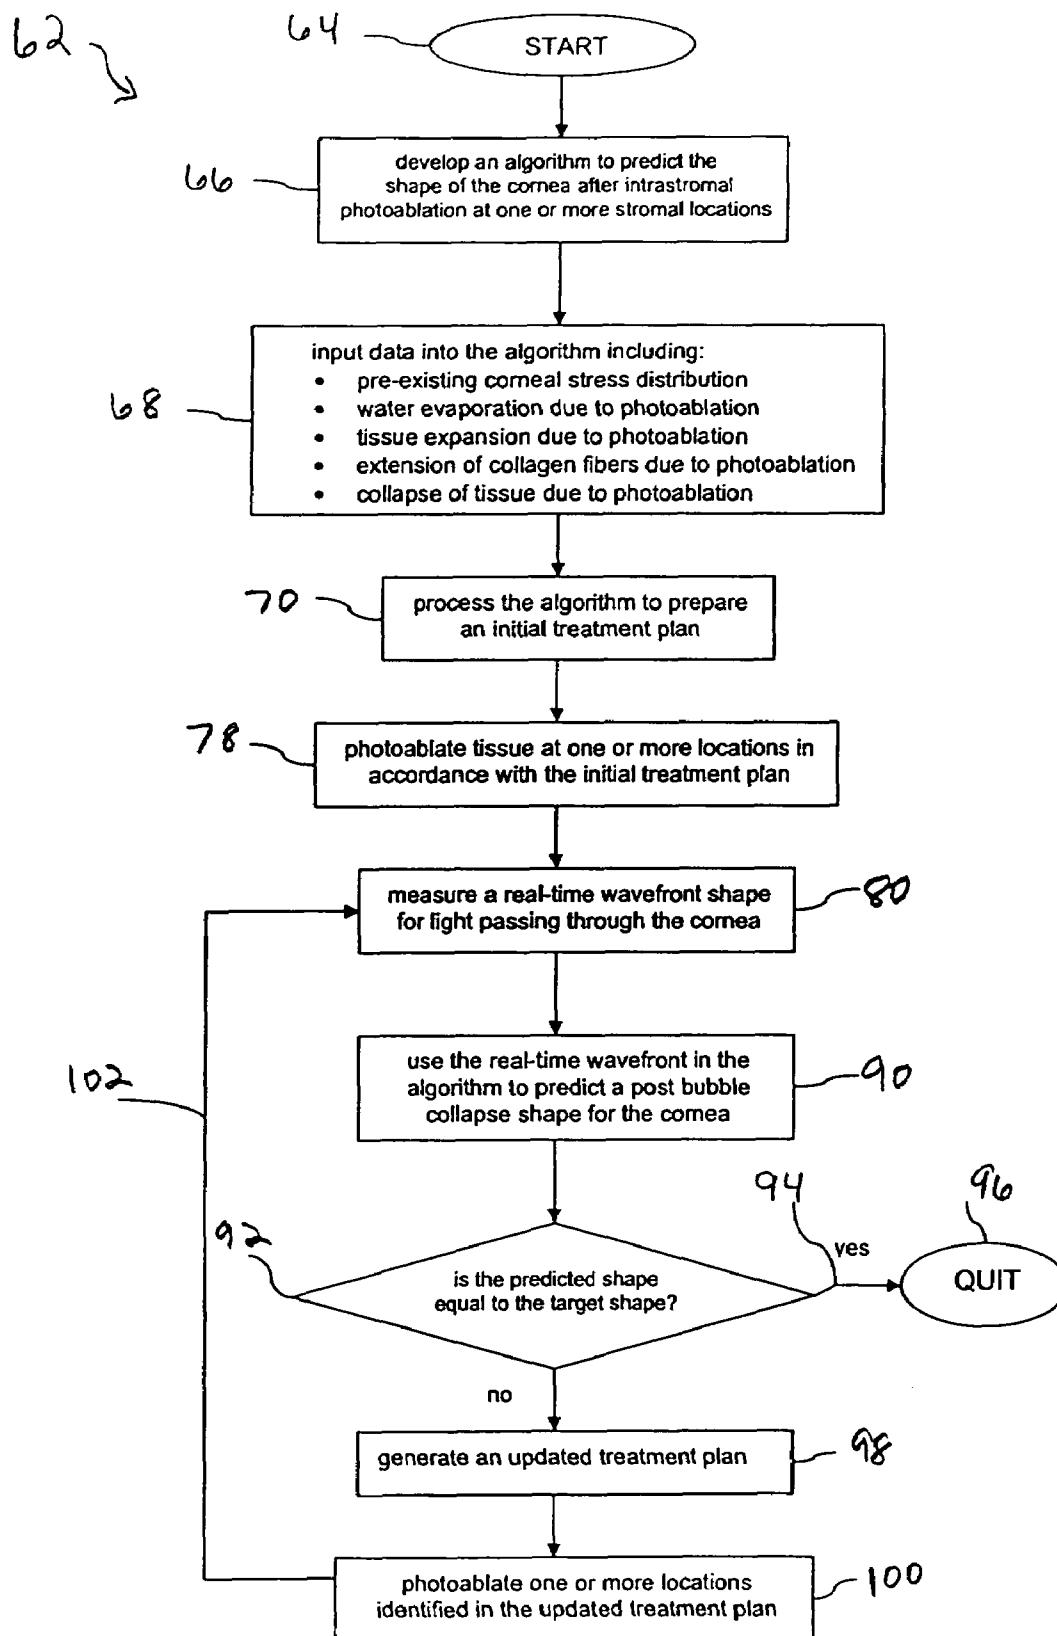 62
64
START
66
develop an algorithm to predict the
shape of the cornea after intrastromal
photoablation at one or more stromal locations
68
input data into the algorithm including:
• pre-existing corneal stress distribution
• water evaporation due to photoablation
• tissue expansion due to photoablation
• extension of collagen fibers due to photoablation
• collapse of tissue due to photoablation
70
process the algorithm to prepare
an initial treatment plan
78
photoablate tissue at one or more locations in
accordance with the initial treatment plan
measure a real-time wavefront shape
for light passing through the cornea
80
102
use the real-time wavefront in the
algorithm to predict a post bubble
collapse shape for the cornea
90
92
is the predicted shape
equal to the target shape?
94
yes
96
QUIT
no
generate an updated treatment plan
98
photoablate one or more locations
identified in the updated treatment plan
100